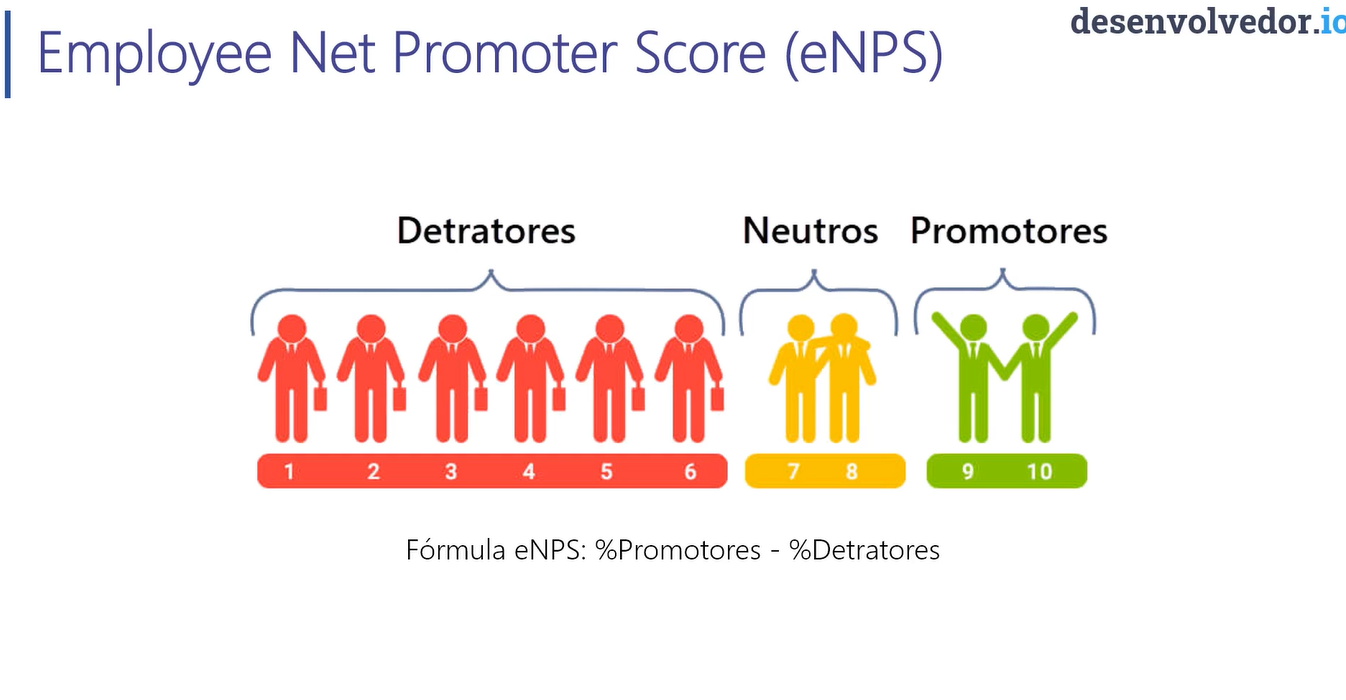 desenvolvedor.io
Employee Net Promoter Score (eNPS)
Detratores Neutros Promotores
1 2 3 4 5 6 7 8 9 10
Fórmula eNPS: %Promotores - %Detratores